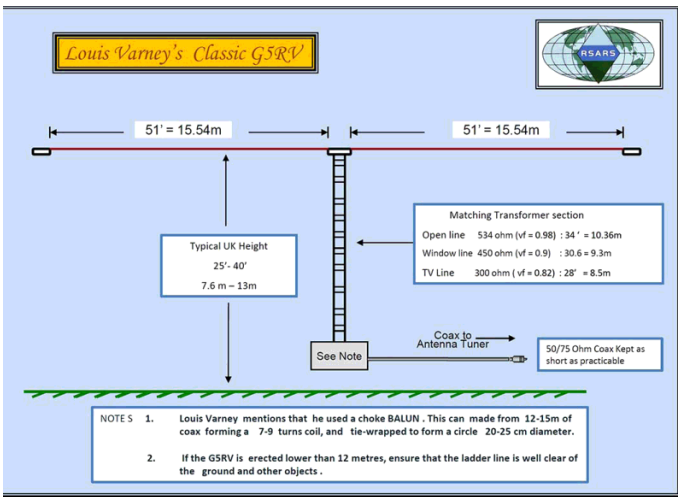 Louis Varney's Classic G5RV
RSARS
51' = 15.54m
51' = 15.54m
Typical UK Height
25'- 40'
7.6 m – 13m
Matching Transformer section
Open line 534 ohm (vf = 0.98) : 34 ' = 10.36m
Window line 450 ohm (vf = 0.9) : 30.6 = 9.3m
TV Line 300 ohm ( vf = 0.82) : 28' = 8.5m
See Note
Coax to
Antenna Tuner
50/75 Ohm Coax Kept as
short as practicable
NOTE S 1. Louis Varney mentions that he used a choke BALUN . This can made from 12-15m of
coax forming a 7-9 turns coil, and tie-wrapped to form a circle 20-25 cm diameter.
2. If the G5RV is erected lower than 12 metres, ensure that the ladder line is well clear of
the ground and other objects .